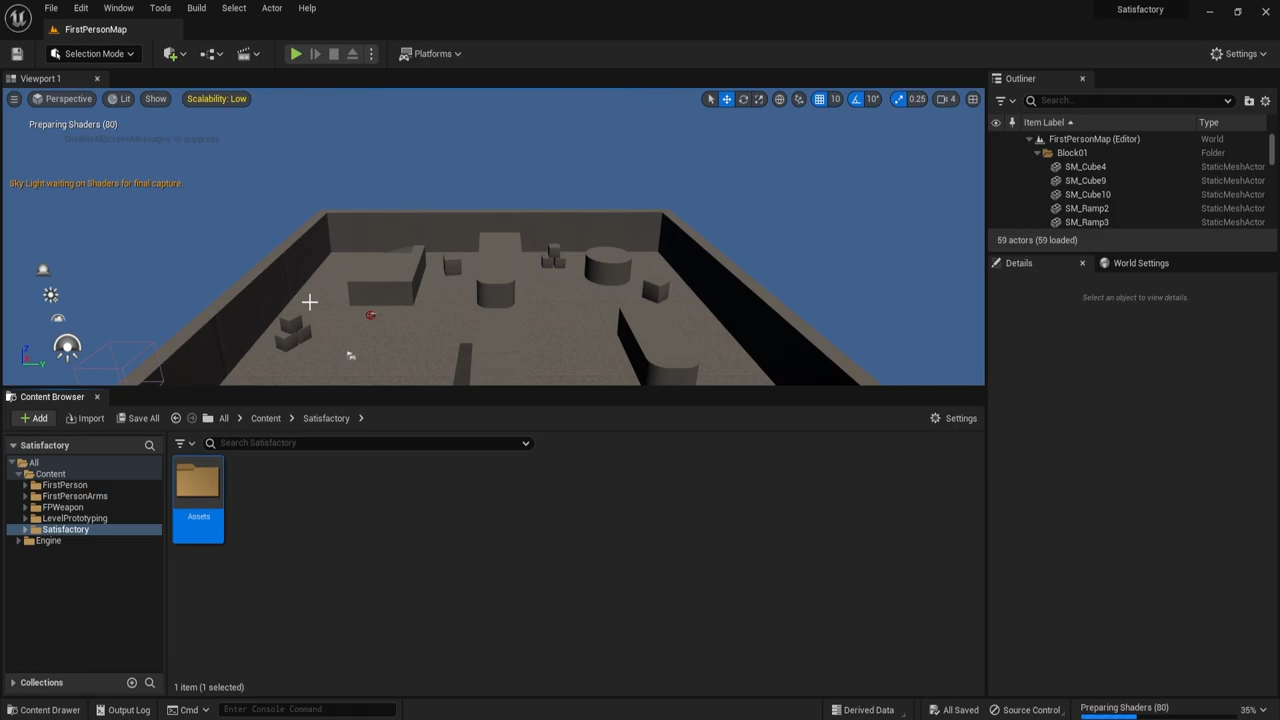 File Edit Window Tools Build Select Actor Help
Satisfactory
FirstPersonMap
Selection Mode
Platforms
Settings
Viewport 1
Perspective Lit Show Scalability: Low
10 10° 0.25 4
Preparing Shaders (80)
'DisableAllScreenMessages' to suppress
Sky Light waiting on Shaders for final capture.
Z
Y
Outliner
Search...
Item Label Type
FirstPersonMap (Editor) World
Block01 Folder
SM_Cube4 StaticMeshActor
SM_Cube9 StaticMeshActor
SM_Cube10 StaticMeshActor
SM_Ramp2 StaticMeshActor
SM_Ramp3 StaticMeshActor
59 actors (59 loaded)
Details World Settings
Select an object to view details.
Content Browser
Add Import Save All All Content Satisfactory Settings
Satisfactory
All
Content
FirstPerson
FirstPersonArms
FPWeapon
LevelPrototyping
Satisfactory
Engine
Collections
Search Satisfactory
Assets
1 item (1 selected)
Content Drawer Output Log Cmd Enter Console Command
Derived Data All Saved Source Control Preparing Shaders (80) 35%